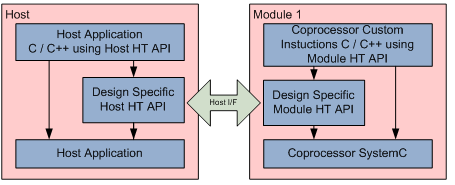 Host
Host Application
C / C++ using Host HT API
Design Specific
Host HT API
Host Application
Host I/F
Module 1
Coprocessor Custom
Instuctions C / C++ using
Module HT API
Design Specific
Module HT API
Coprocessor SystemC